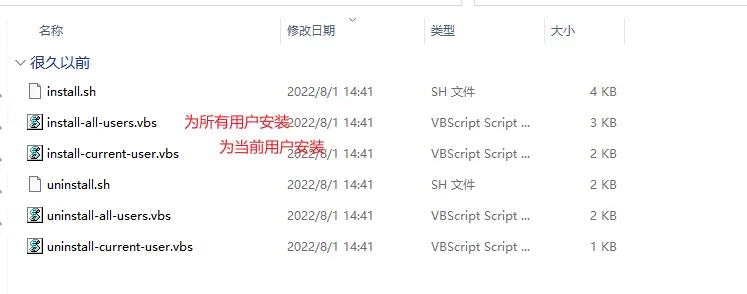 名称 修改日期 类型 大小
很久以前
install.sh 2022/8/1 14:41 SH 文件 4 KB
install-all-users.vbs 为所有用户安装 2022/8/1 14:41 VBScript Script ... 3 KB
install-current-user.vbs 为当前用户安装 2022/8/1 14:41 VBScript Script ... 2 KB
uninstall.sh 2022/8/1 14:41 SH 文件 2 KB
uninstall-all-users.vbs 2022/8/1 14:41 VBScript Script ... 2 KB
uninstall-current-user.vbs 2022/8/1 14:41 VBScript Script ... 1 KB